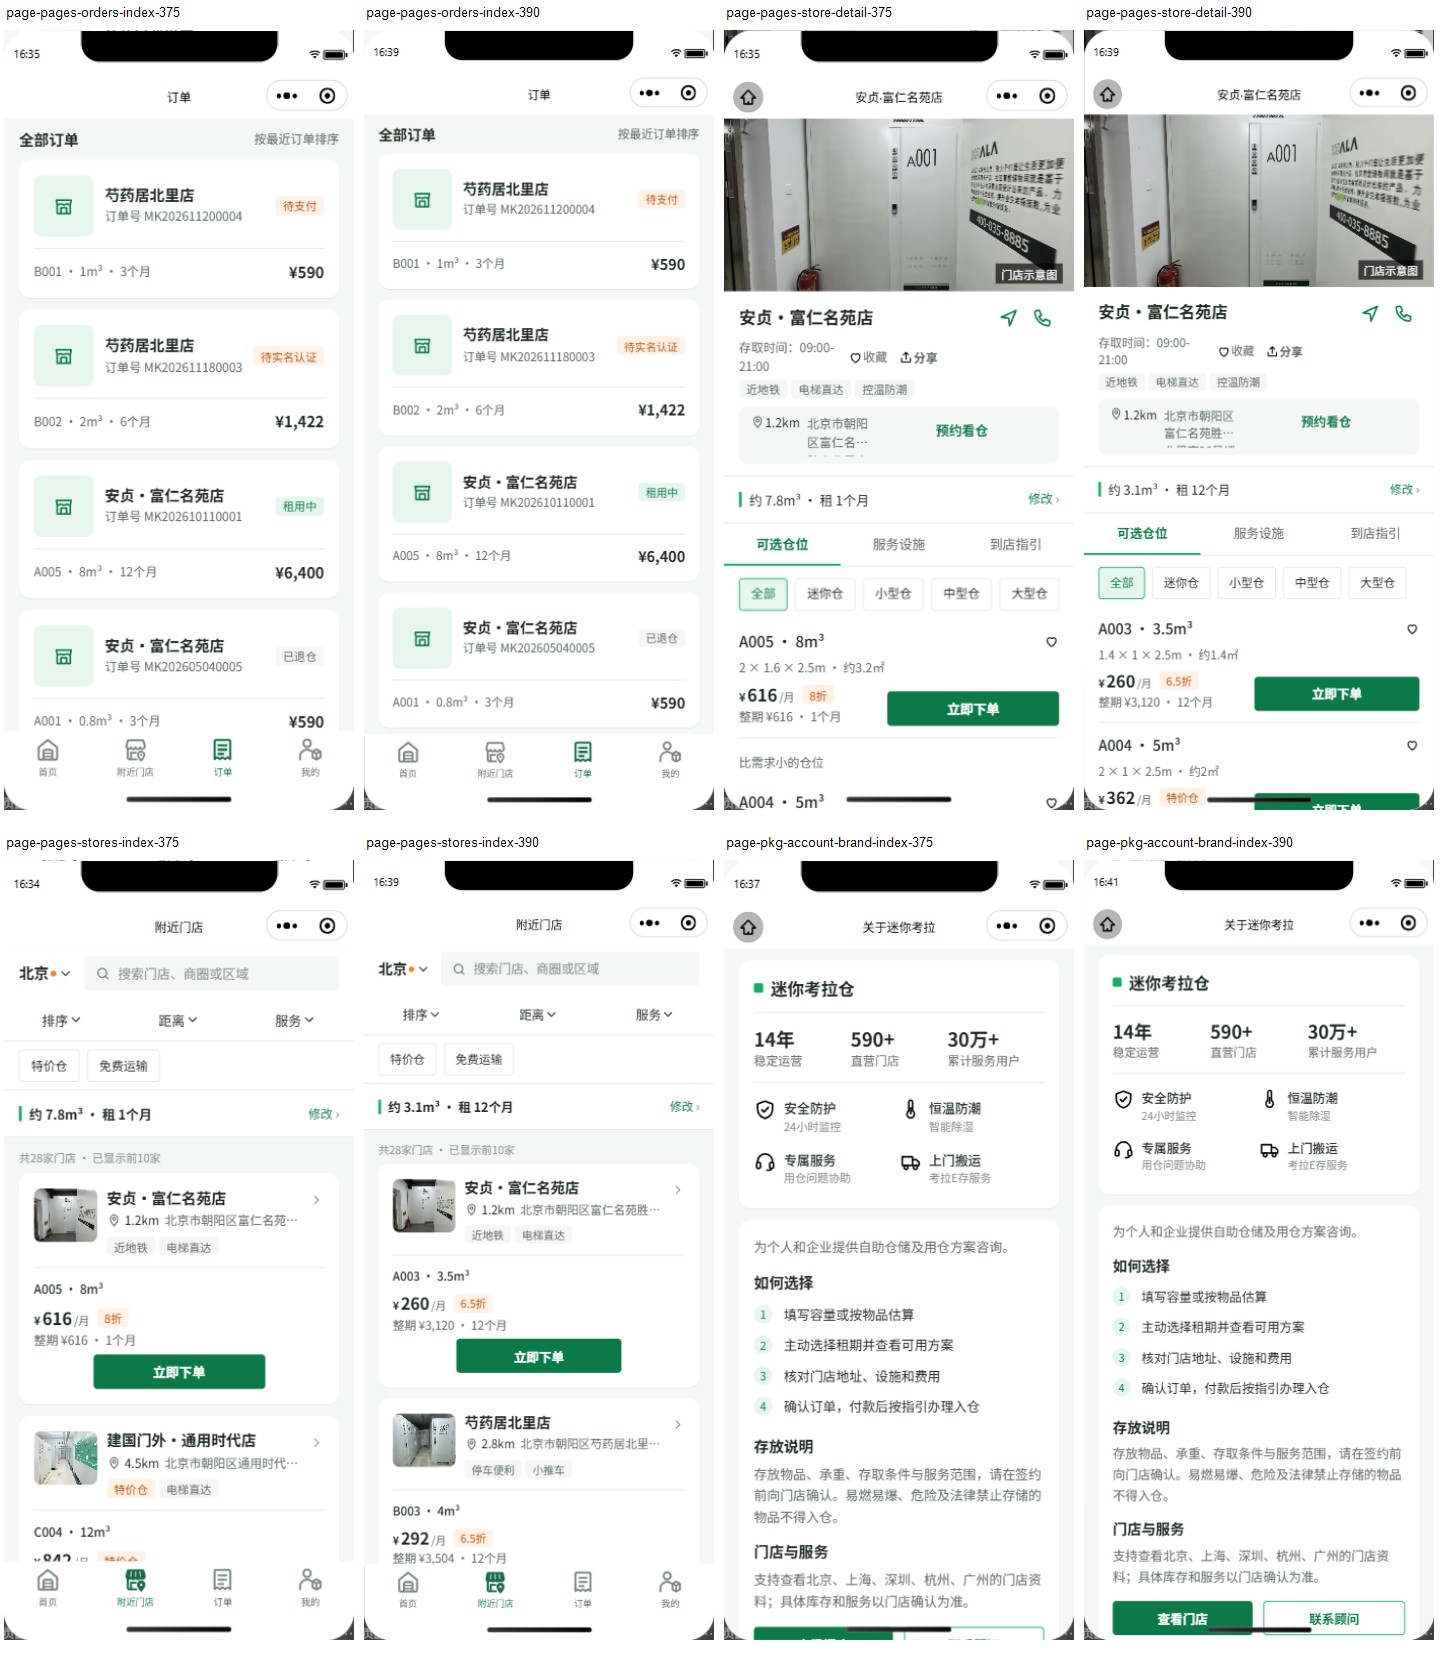 page-pages-orders-index-375
16:35
订单
全部订单
按最近订单排序
芍药居北里店
订单号 MK202611200004
待支付
B001 · 1m³ · 3个月
¥590
芍药居北里店
订单号 MK202611180003
待实名认证
B002 · 2m³ · 6个月
¥1,422
安贞·富仁名苑店
订单号 MK202610110001
租用中
A005 · 8m³ · 12个月
¥6,400
安贞·富仁名苑店
订单号 MK202605040005
已退仓
A001 · 0.8m³ · 3个月
¥590
首页
附近门店
订单
我的
page-pages-orders-index-390
16:39
订单
全部订单
按最近订单排序
芍药居北里店
订单号 MK202611200004
待支付
B001 · 1m³ · 3个月
¥590
芍药居北里店
订单号 MK202611180003
待实名认证
B002 · 2m³ · 6个月
¥1,422
安贞·富仁名苑店
订单号 MK202610110001
租用中
A005 · 8m³ · 12个月
¥6,400
安贞·富仁名苑店
订单号 MK202605040005
已退仓
A001 · 0.8m³ · 3个月
¥590
首页
附近门店
订单
我的
page-pages-store-detail-375
16:35
安贞·富仁名苑店
A001
400-035-8885
门店示意图
安贞·富仁名苑店
存取时间：09:00-
21:00
收藏
分享
近地铁
电梯直达
控温防潮
1.2km
北京市朝阳
区富仁名…
预约看仓
约 7.8m³ · 租 1个月
修改 ›
可选仓位
服务设施
到店指引
全部
迷你仓
小型仓
中型仓
大型仓
A005 · 8m³
2 × 1.6 × 2.5m · 约3.2㎡
¥616/月
8折
整期 ¥616 · 1个月
立即下单
比需求小的仓位
A004 · 5m³
page-pages-store-detail-390
16:39
安贞·富仁名苑店
A001
400-035-8885
门店示意图
安贞·富仁名苑店
存取时间：09:00-
21:00
收藏
分享
近地铁
电梯直达
控温防潮
1.2km
北京市朝阳区
富仁名苑胜…
预约看仓
约 3.1m³ · 租 12个月
修改 ›
可选仓位
服务设施
到店指引
全部
迷你仓
小型仓
中型仓
大型仓
A003 · 3.5m³
1.4 × 1 × 2.5m · 约1.4㎡
¥260/月
6.5折
整期 ¥3,120 · 12个月
立即下单
A004 · 5m³
2 × 1 × 2.5m · 约2㎡
¥362/月
特价仓
立即下单
page-pages-stores-index-375
16:34
附近门店
北京
搜索门店、商圈或区域
排序
距离
服务
特价仓
免费运输
约 7.8m³ · 租 1个月
修改 ›
共28家门店 · 已显示前10家
安贞·富仁名苑店
1.2km 北京市朝阳区富仁名苑…
近地铁
电梯直达
A005 · 8m³
¥616/月
8折
整期 ¥616 · 1个月
立即下单
建国门外·通用时代店
4.5km 北京市朝阳区通用时代…
特价仓
电梯直达
C004 · 12m³
¥842/月
特价仓
首页
附近门店
订单
我的
page-pages-stores-index-390
16:39
附近门店
北京
搜索门店、商圈或区域
排序
距离
服务
特价仓
免费运输
约 3.1m³ · 租 12个月
修改 ›
共28家门店 · 已显示前10家
安贞·富仁名苑店
1.2km 北京市朝阳区富仁名苑胜…
近地铁
电梯直达
A003 · 3.5m³
¥260/月
6.5折
整期 ¥3,120 · 12个月
立即下单
芍药居北里店
2.8km 北京市朝阳区芍药居北里…
停车便利
小推车
B003 · 4m³
¥292/月
6.5折
整期 ¥3,504 · 12个月
首页
附近门店
订单
我的
page-pkg-account-brand-index-375
16:37
关于迷你考拉
迷你考拉仓
14年
稳定运营
590+
直营门店
30万+
累计服务用户
安全防护
24小时监控
恒温防潮
智能除湿
专属服务
用仓问题协助
上门搬运
考拉E存服务
为个人和企业提供自助仓储及用仓方案咨询。
如何选择
1 填写容量或按物品估算
2 主动选择租期并查看可用方案
3 核对门店地址、设施和费用
4 确认订单，付款后按指引办理入仓
存放说明
存放物品、承重、存取条件与服务范围，请在签约
前向门店确认。易燃易爆、危险及法律禁止存储的
物品不得入仓。
门店与服务
支持查看北京、上海、深圳、杭州、广州的门店资
料；具体库存和服务以门店确认为准。
page-pkg-account-brand-index-390
16:41
关于迷你考拉
迷你考拉仓
14年
稳定运营
590+
直营门店
30万+
累计服务用户
安全防护
24小时监控
恒温防潮
智能除湿
专属服务
用仓问题协助
上门搬运
考拉E存服务
为个人和企业提供自助仓储及用仓方案咨询。
如何选择
1 填写容量或按物品估算
2 主动选择租期并查看可用方案
3 核对门店地址、设施和费用
4 确认订单，付款后按指引办理入仓
存放说明
存放物品、承重、存取条件与服务范围，请在签约前
向门店确认。易燃易爆、危险及法律禁止存储的物品
不得入仓。
门店与服务
支持查看北京、上海、深圳、杭州、广州的门店资
料；具体库存和服务以门店确认为准。
查看门店
联系顾问